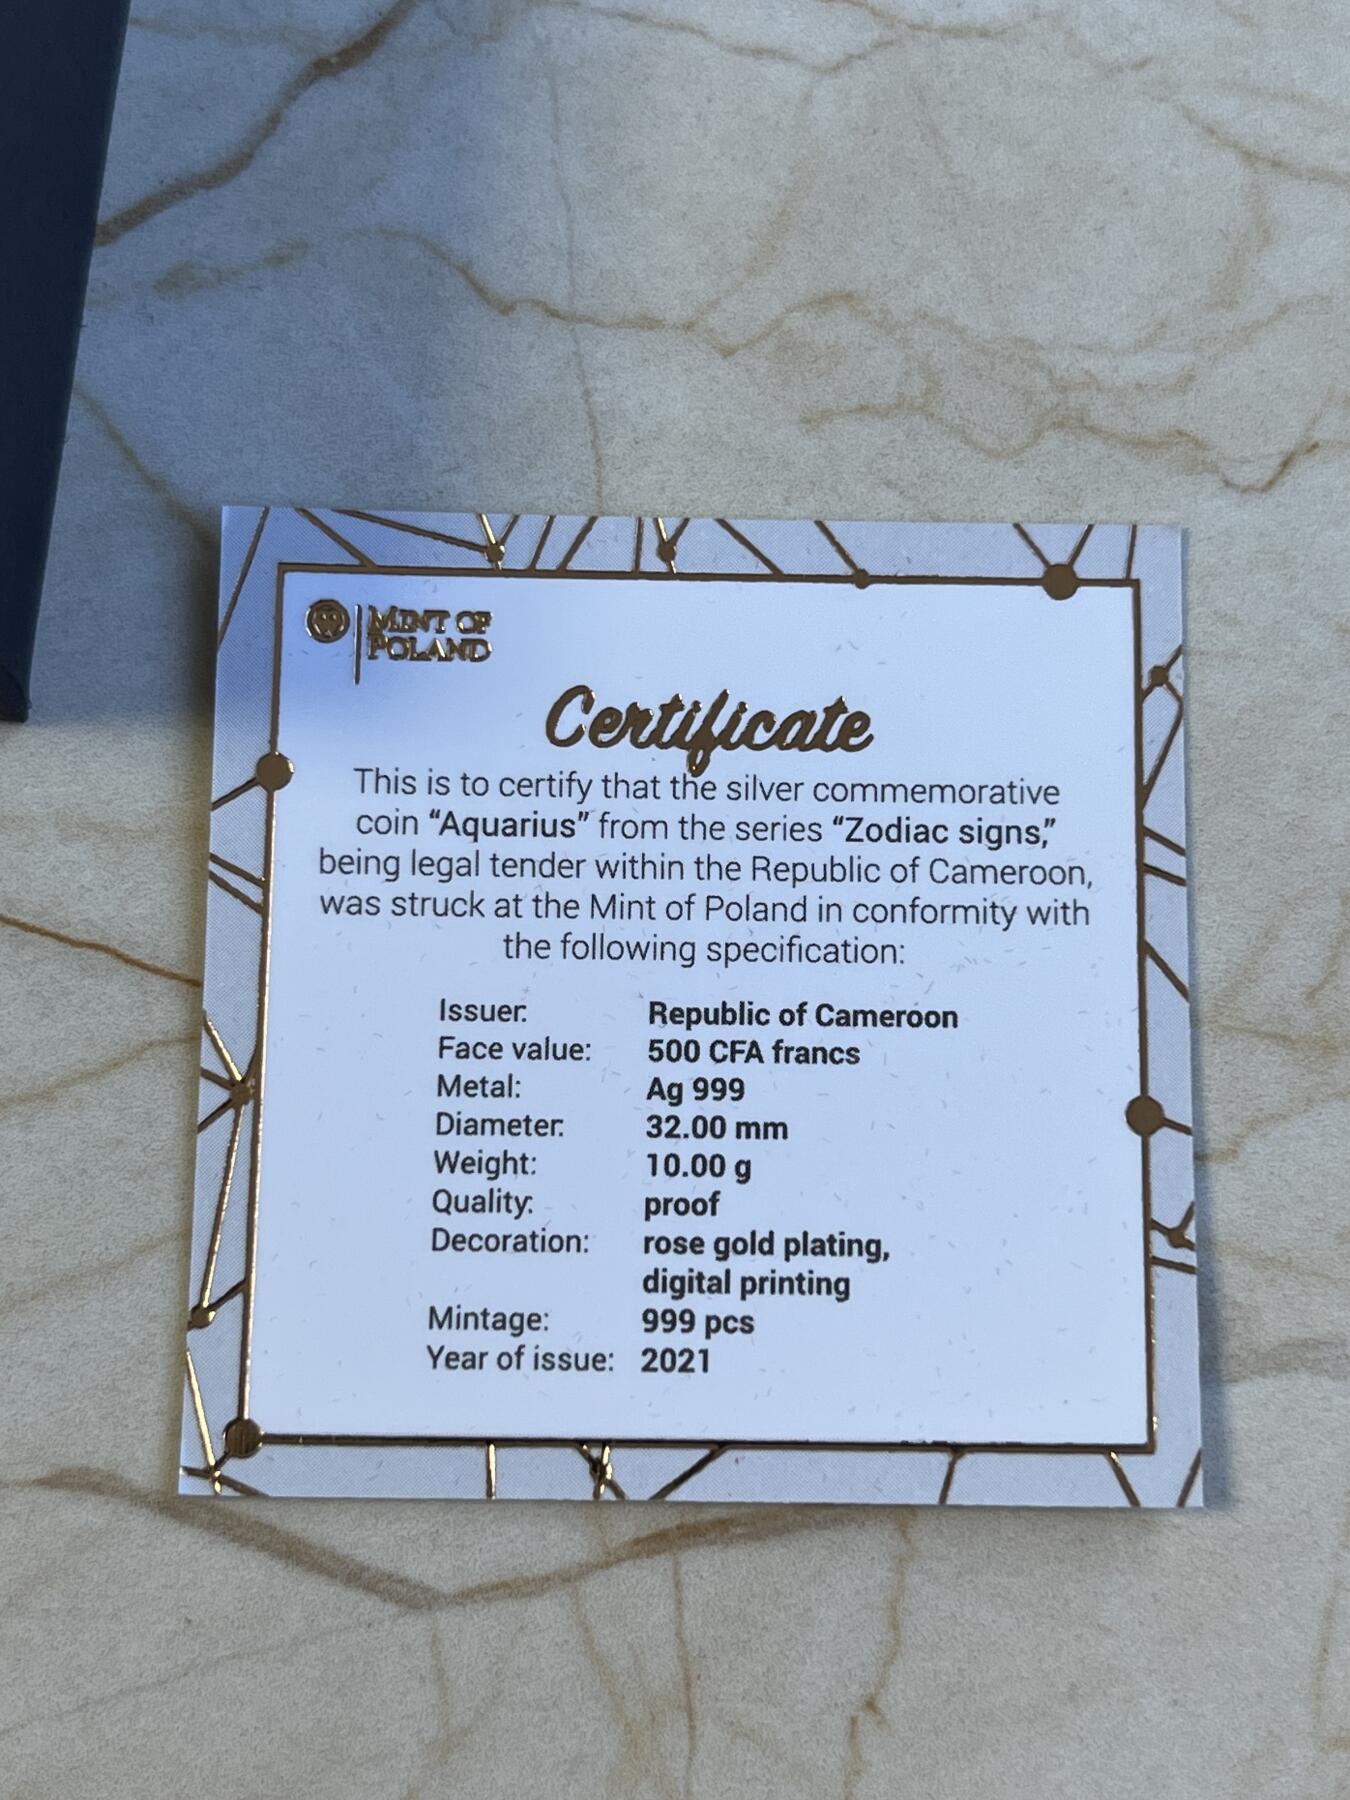 MINT OF
POLAND
Certificate
This is to certify that the silver commemorative
coin “Aquarius” from the series “Zodiac signs,”
being legal tender within the Republic of Cameroon,
was struck at the Mint of Poland in conformity with
the following specification:
Issuer: Republic of Cameroon
Face value: 500 CFA francs
Metal: Ag 999
Diameter: 32.00 mm
Weight: 10.00 g
Quality: proof
Decoration: rose gold plating,
digital printing
Mintage: 999 pcs
Year of issue: 2021